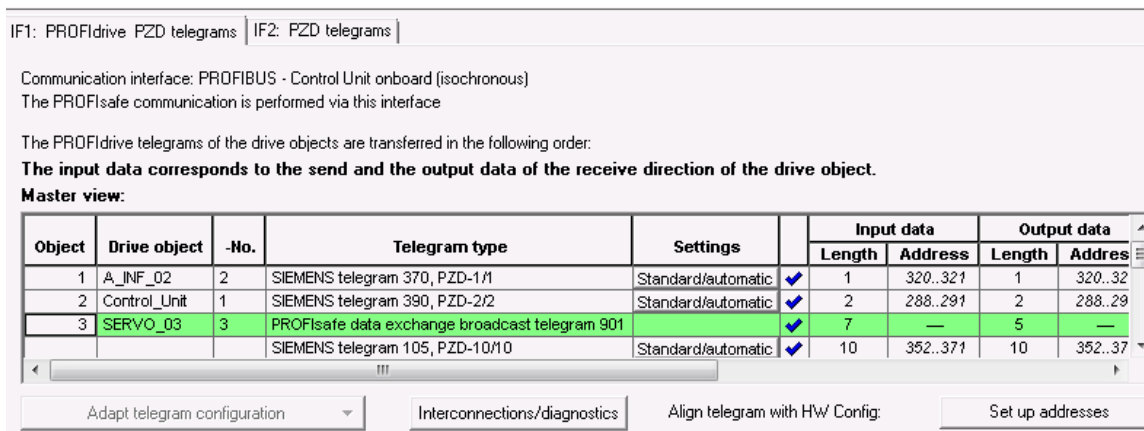 IF1: PROFIdrive PZD telegrams IF2: PZD telegrams
Communication interface: PROFIBUS - Control Unit onboard (isochronous)
The PROFIsafe communication is performed via this interface
The PROFIdrive telegrams of the drive objects are transferred in the following order:
The input data corresponds to the send and the output data of the receive direction of the drive object.
Master view:
Object Drive object -No. Telegram type Settings Input data Output data
Length Address Length Addres
1 A_INF_02 2 SIEMENS telegram 370, PZD-1/1 Standard/automatic 1 320..321 1 320..32
2 Control_Unit 1 SIEMENS telegram 390, PZD-2/2 Standard/automatic 2 288..291 2 288..29
3 SERVO_03 3 PROFIsafe data exchange broadcast telegram 901 7 — 5 —
SIEMENS telegram 105, PZD-10/10 Standard/automatic 10 352..371 10 352..37
Adapt telegram configuration Interconnections/diagnostics Align telegram with HW Config: Set up addresses